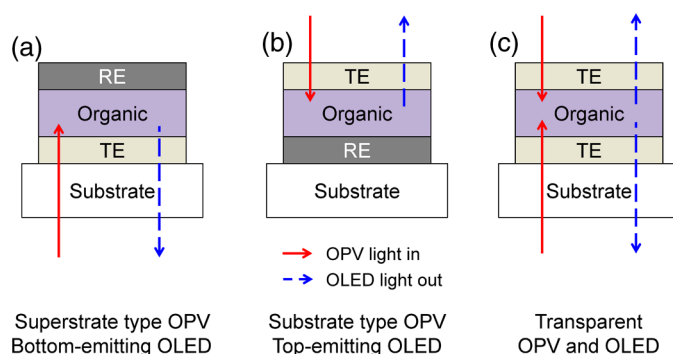 (a)
RE
Organic
TE
Substrate
Superstrate type OPV
Bottom-emitting OLED
(b)
TE
Organic
RE
Substrate
OPV light in
OLED light out
Substrate type OPV
Top-emitting OLED
(c)
TE
Organic
TE
Substrate
Transparent
OPV and OLED